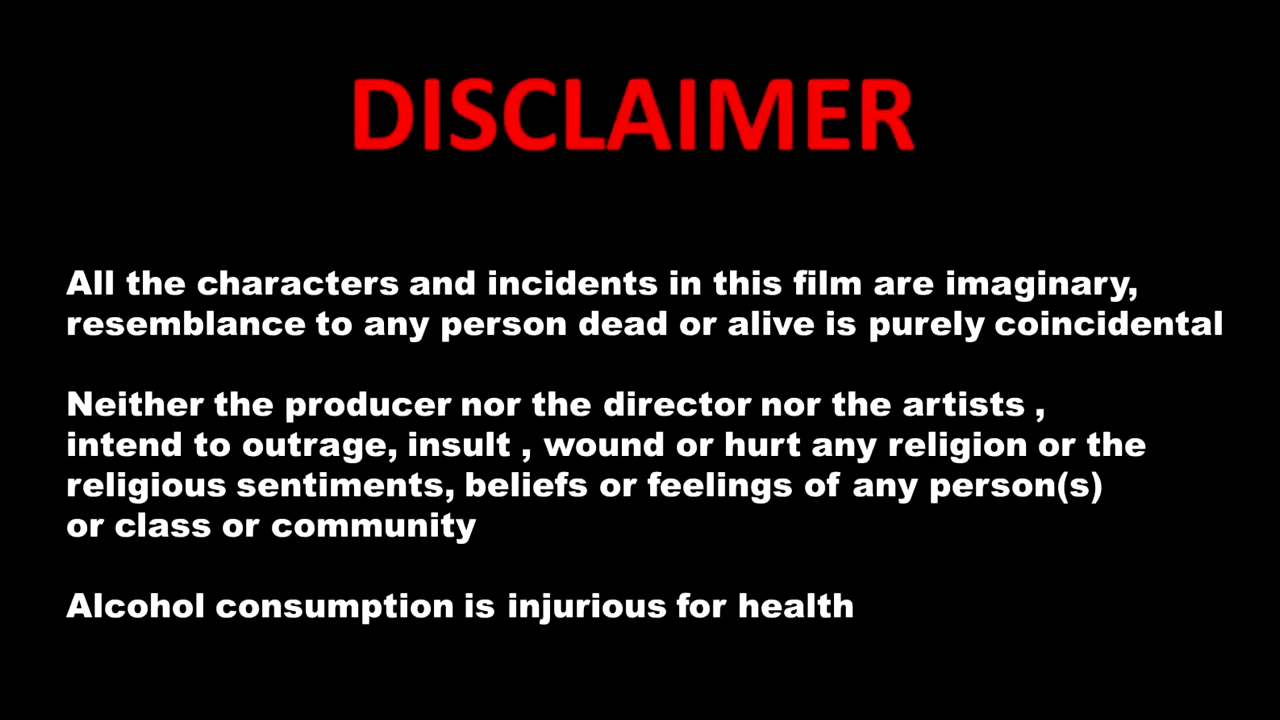 DISCLAIMER
All the characters and incidents in this film are imaginary,
resemblance to any person dead or alive is purely coincidental
Neither the producer nor the director nor the artists ,
intend to outrage, insult , wound or hurt any religion or the
religious sentiments, beliefs or feelings of any person(s)
or class or community
Alcohol consumption is injurious for health